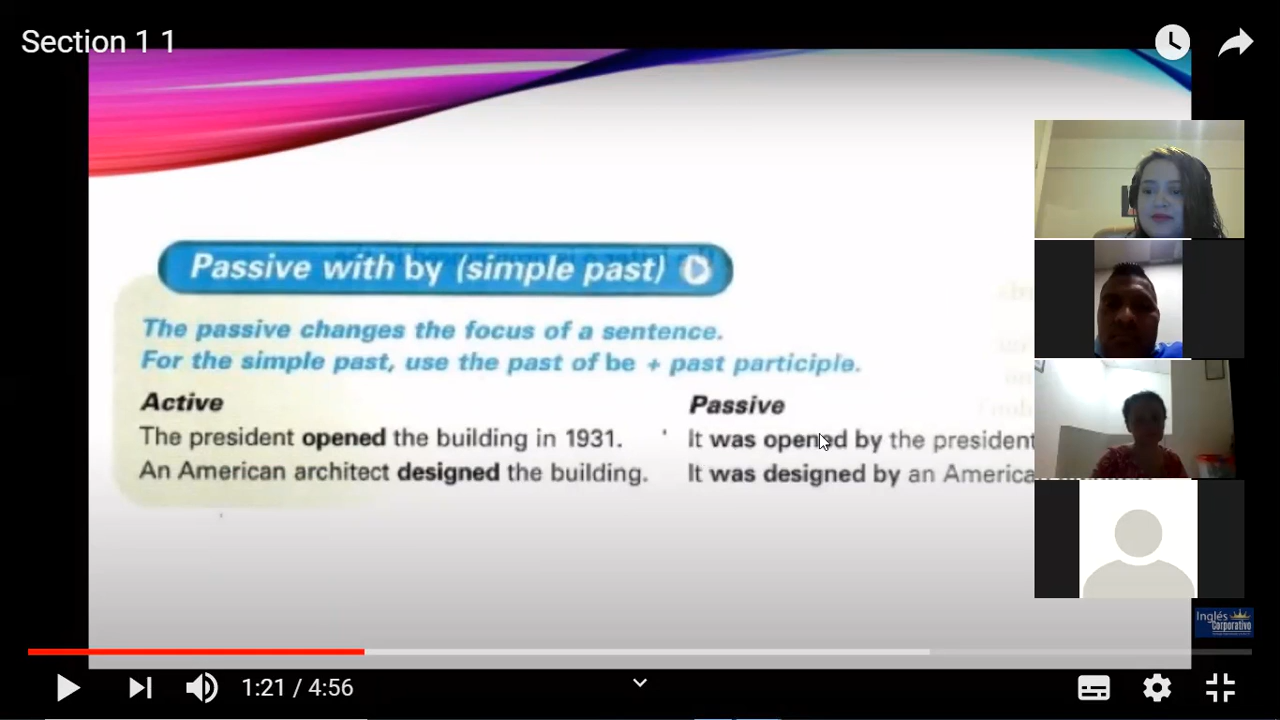 Section 1 1
Passive with by (simple past)
The passive changes the focus of a sentence.
For the simple past, use the past of be + past participle.
Active
Passive
The president opened the building in 1931.
It was opened by the president
An American architect designed the building.
It was designed by an America
Inglés
Corporativo
1:21 / 4:56